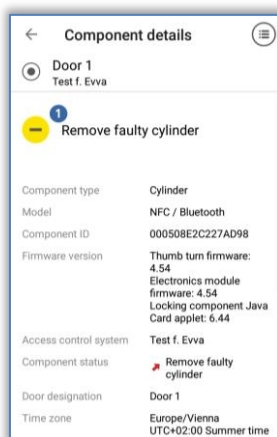 Component details
Door 1
Test f. Evva
1
Remove faulty cylinder
Component type Cylinder
Model NFC / Bluetooth
Component ID 000508E2C227AD98
Firmware version Thumb turn firmware:
4.54
Electronics module
firmware: 4.54
Locking component Java
Card applet: 6.44
Access control system Test f. Evva
Component status Remove faulty
cylinder
Door designation Door 1
Time zone Europe/Vienna
UTC+02:00 Summer time